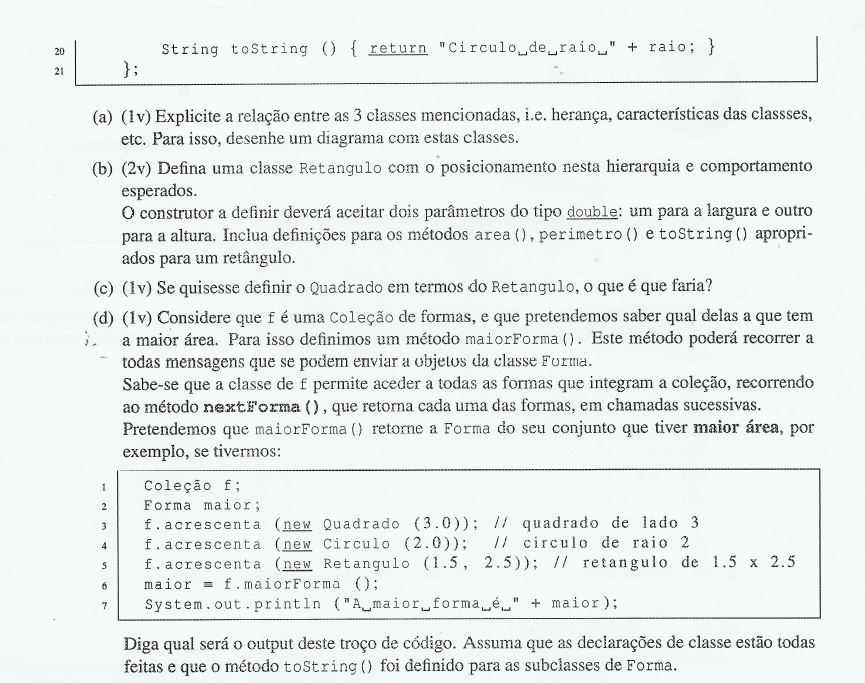 20 String toString () { return "Circulo␣de␣raio␣" + raio; }
21 };
(a) (1v) Explicite a relação entre as 3 classes mencionadas, i.e. herança, características das classses,
etc. Para isso, desenhe um diagrama com estas classes.
(b) (2v) Defina uma classe Retangulo com o posicionamento nesta hierarquia e comportamento
esperados.
O construtor a definir deverá aceitar dois parâmetros do tipo double: um para a largura e outro
para a altura. Inclua definições para os métodos area(), perimetro() e toString() apropri-
ados para um retângulo.
(c) (1v) Se quisesse definir o Quadrado em termos do Retangulo, o que é que faria?
(d) (1v) Considere que f é uma Coleção de formas, e que pretendemos saber qual delas a que tem
a maior área. Para isso definimos um método maiorForma(). Este método poderá recorrer a
todas mensagens que se podem enviar a objetos da classe Forma.
Sabe-se que a classe de f permite aceder a todas as formas que integram a coleção, recorrendo
ao método nextForma(), que retorna cada uma das formas, em chamadas sucessivas.
Pretendemos que maiorForma() retorne a Forma do seu conjunto que tiver maior área, por
exemplo, se tivermos:
1 Coleção f;
2 Forma maior;
3 f.acrescenta (new Quadrado (3.0)); // quadrado de lado 3
4 f.acrescenta (new Circulo (2.0)); // circulo de raio 2
5 f.acrescenta (new Retangulo (1.5, 2.5)); // retangulo de 1.5 x 2.5
6 maior = f.maiorForma ();
7 System.out.println ("A␣maior␣forma␣é␣" + maior);
Diga qual será o output deste troço de código. Assuma que as declarações de classe estão todas
feitas e que o método toString() foi definido para as subclasses de Forma.